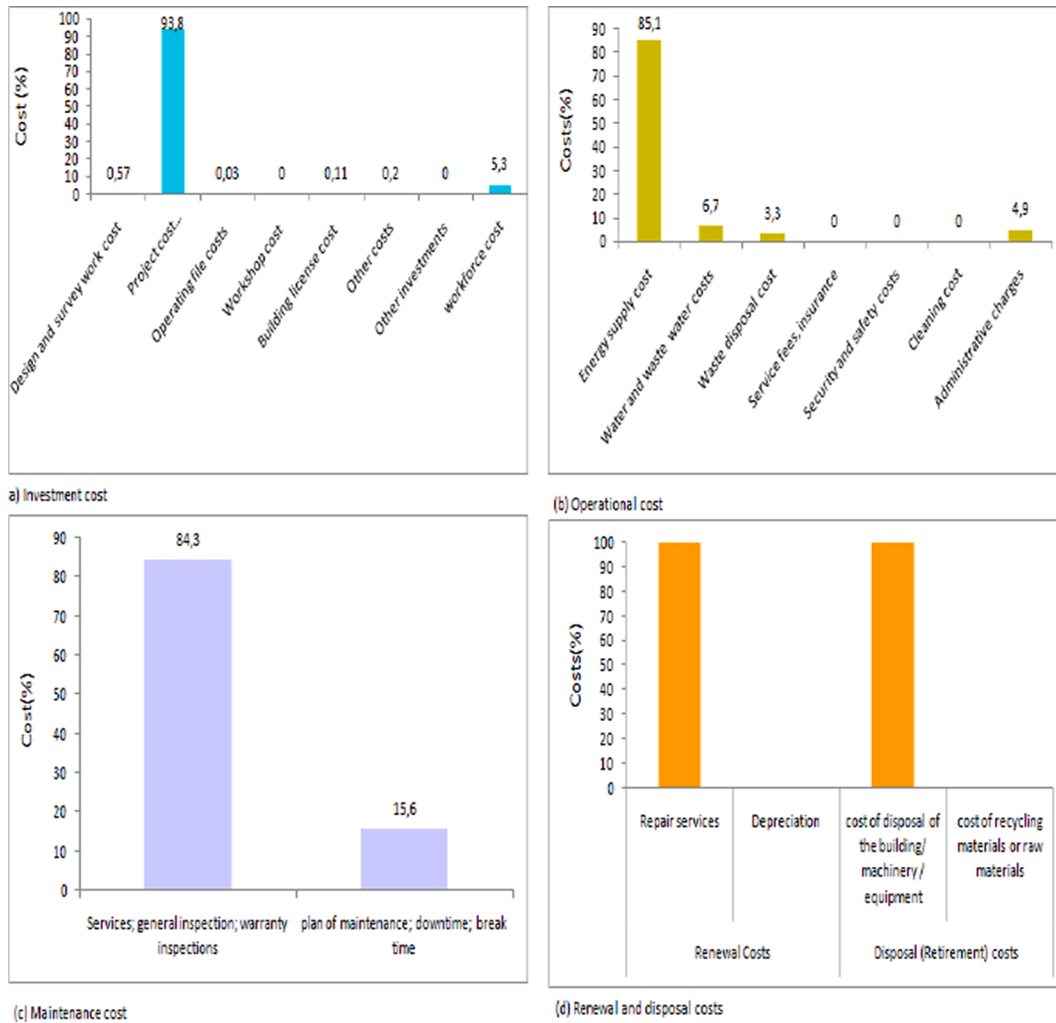 Cost (%)
100
90
80
70
60
50
40
30
20
10
0
0,57
93,8
0,03
0
0,11
0,2
0
5,3
Design and survey work cost
Project cost...
Operating file costs
Workshop cost
Building license cost
Other costs
Other investments
workforce cost
a) Investment cost
Costs(%)
90
80
70
60
50
40
30
20
10
0
85,1
6,7
3,3
0
0
0
4,9
Energy supply cost
Water and waste water costs
Waste disposal cost
Service fees, insurance
Security and safety costs
Cleaning cost
Administrative charges
(b) Operational cost
Cost(%)
90
80
70
60
50
40
30
20
10
0
84,3
15,6
Services; general inspection; warranty
inspections
plan of maintenance; downtime; break
time
(c) Maintenance cost
Costs(%)
100
90
80
70
60
50
40
30
20
10
0
Repair services
Depreciation
cost of disposal of
the building/
machinery /
equipment
cost of recycling
materials or raw
materials
Renewal Costs
Disposal (Retirement) costs
(d) Renewal and disposal costs